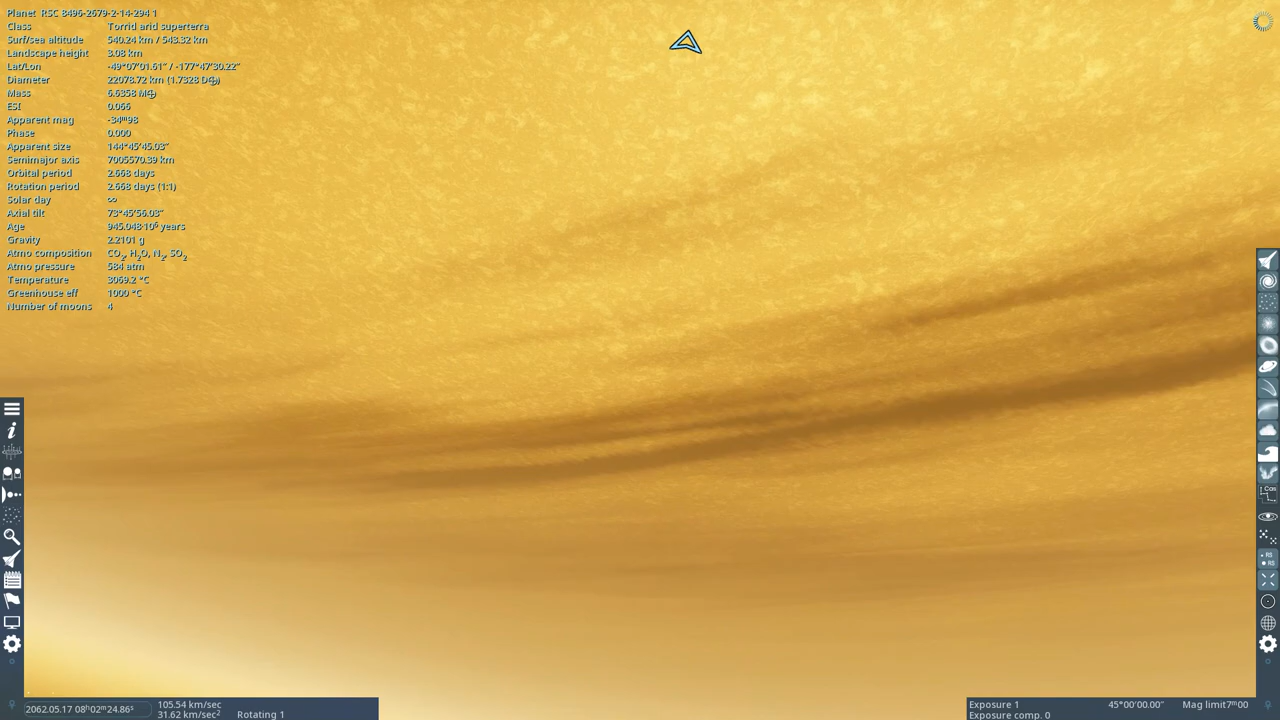 Planet RSC 8496-2679-2-14-294 1
Class Torrid arid superterra
Surf/sea altitude 540.24 km / 543.32 km
Landscape height 3.08 km
Lat/Lon -49°07'01.61" / -177°47'30.22"
Diameter 22078.72 km (1.7328 D⊕)
Mass 6.6358 M⊕
ESI 0.066
Apparent mag -34ᵐ98
Phase 0.000
Apparent size 144°45'45.03"
Semimajor axis 7005570.39 km
Orbital period 2.668 days
Rotation period 2.668 days (1:1)
Solar day ∞
Axial tilt 73°45'56.03"
Age 945.048·10⁶ years
Gravity 2.2101 g
Atmo composition CO₂, H₂O, N₂, SO₂
Atmo pressure 584 atm
Temperature 3069.2 °C
Greenhouse eff 1000 °C
Number of moons 4
RS
RS
2062.05.17 08ʰ02ᵐ24.86ˢ
105.54 km/sec
31.62 km/sec² Rotating 1
Exposure 1 45°00'00.00" Mag limit 7ᵐ00
Exposure comp. 0